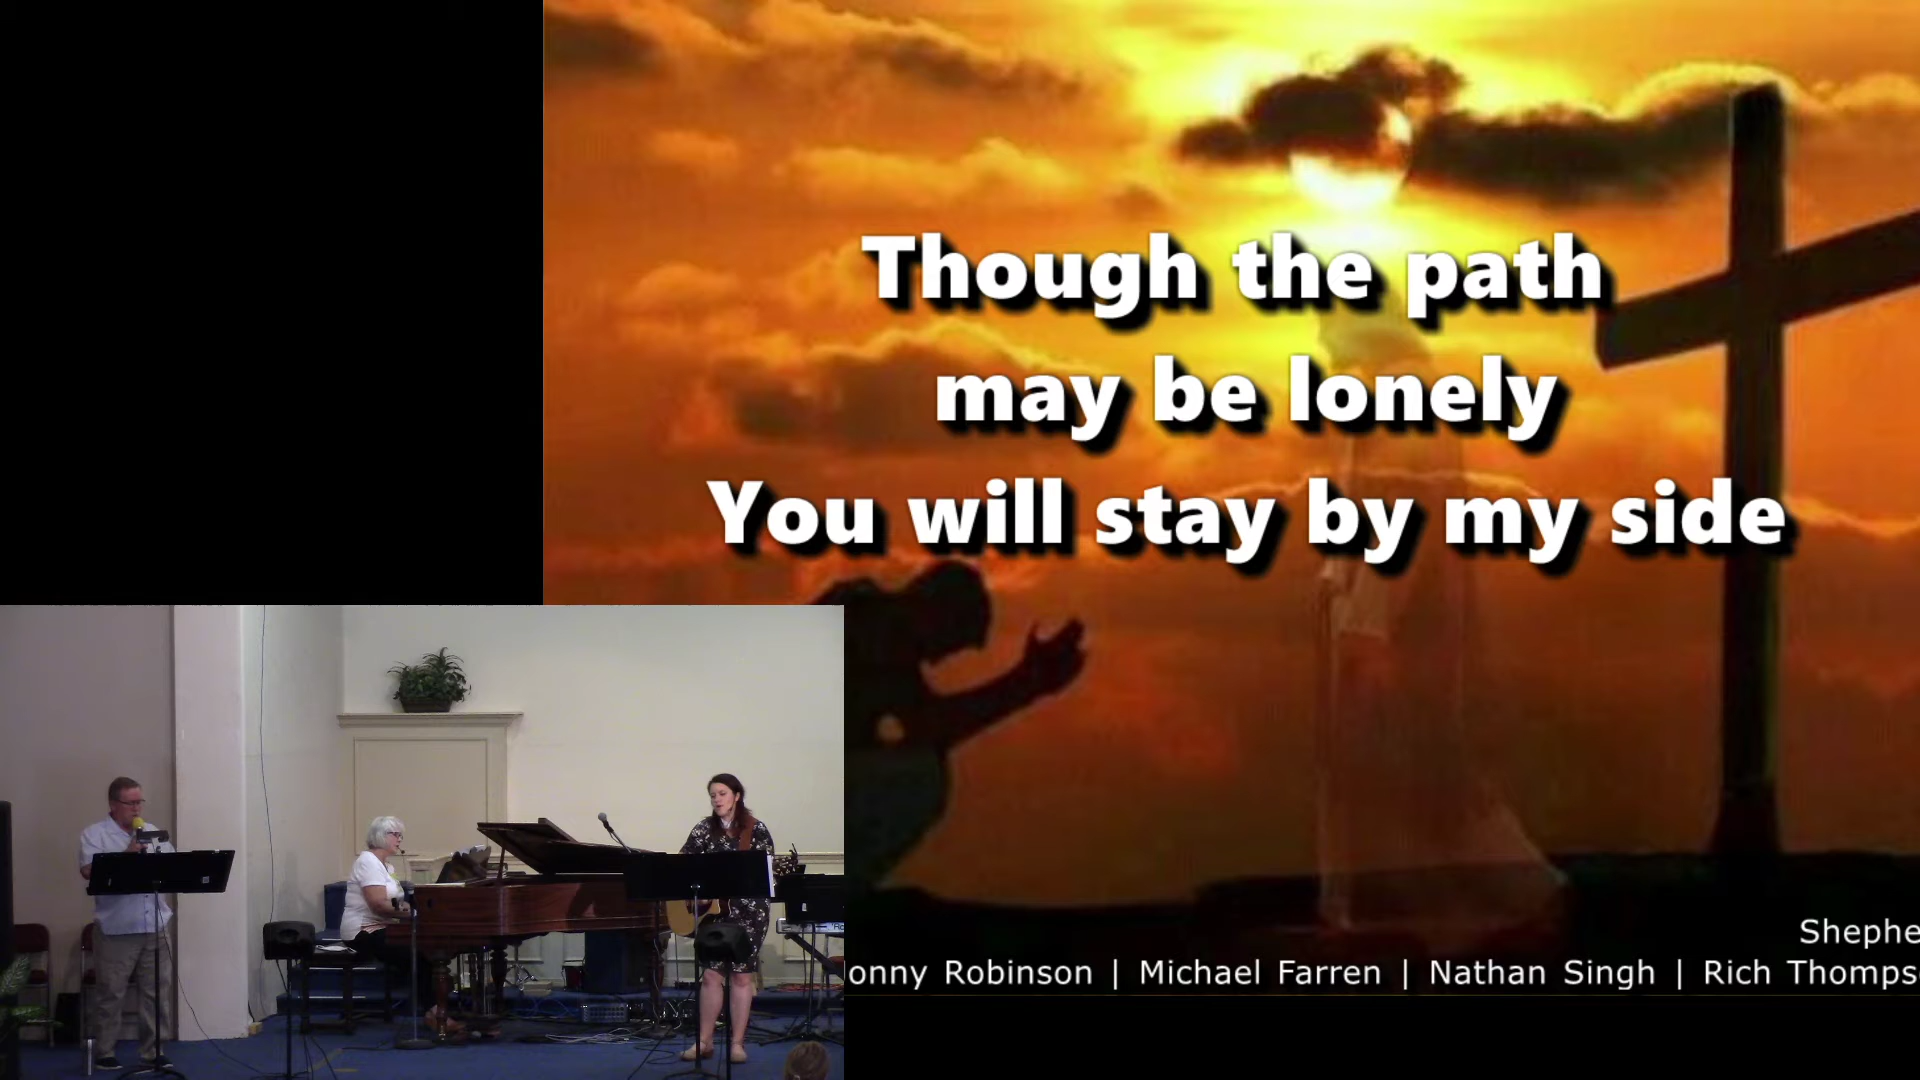 Though the path
may be lonely
You will stay by my side
Shephe
onny Robinson | Michael Farren | Nathan Singh | Rich Thomps